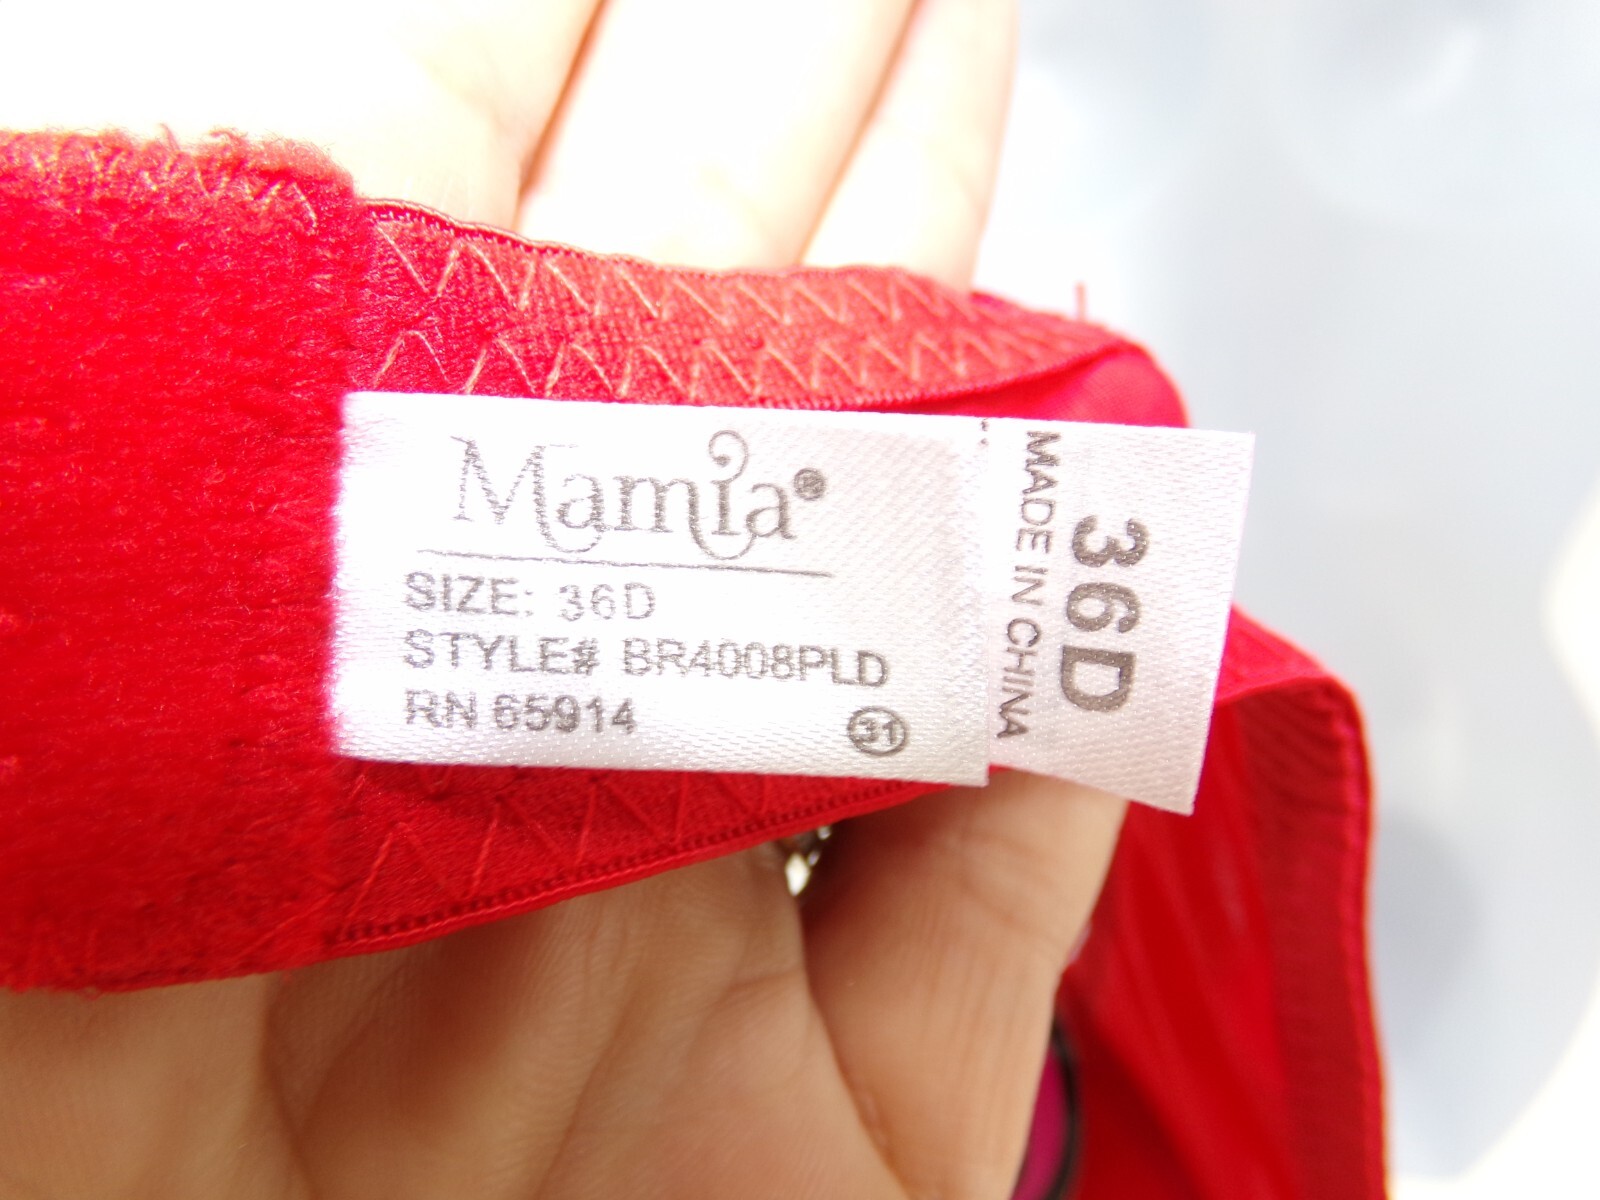 Mamia®
SIZE: 36D
STYLE# BR4008PLD
RN 65914
31
36D
MADE IN CHINA